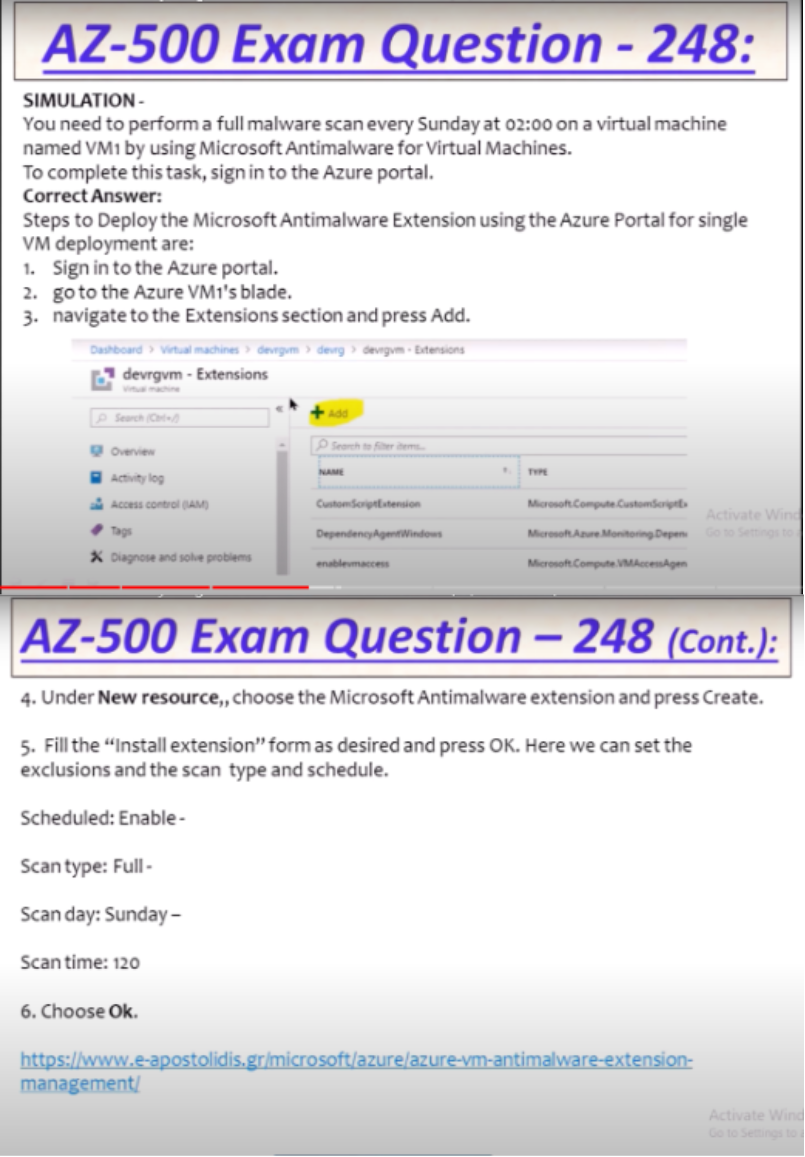 AZ-500 Exam Question - 248:
SIMULATION -
You need to perform a full malware scan every Sunday at 02:00 on a virtual machine
named VM1 by using Microsoft Antimalware for Virtual Machines.
To complete this task, sign in to the Azure portal.
Correct Answer:
Steps to Deploy the Microsoft Antimalware Extension using the Azure Portal for single
VM deployment are:
1. Sign in to the Azure portal.
2. go to the Azure VM1's blade.
3. navigate to the Extensions section and press Add.
Dashboard > Virtual machines > devrgvm > devrg > devrgvm - Extensions
devrgvm - Extensions
Virtual machine
Search (Ctrl+/)
«
+ Add
Overview
Search to filter items...
NAME
TYPE
Activity log
Access control (IAM)
CustomScriptExtension
Microsoft.Compute.CustomScriptEx
Activate Wind
Tags
DependencyAgentWindows
Microsoft.Azure.Monitoring.Depen
Go to Settings to
Diagnose and solve problems
enablevmaccess
Microsoft.Compute.VMAccessAgen
AZ-500 Exam Question – 248 (Cont.):
4. Under New resource,, choose the Microsoft Antimalware extension and press Create.
5. Fill the “Install extension” form as desired and press OK. Here we can set the
exclusions and the scan type and schedule.
Scheduled: Enable -
Scan type: Full -
Scan day: Sunday –
Scan time: 120
6. Choose Ok.
https://www.e-apostolidis.gr/microsoft/azure/azure-vm-antimalware-extension-
management/
Activate Wind
Go to Settings to